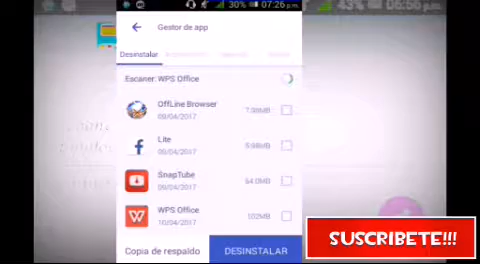 30% 07:26 p.m.
43% 06:56 p.m.
Gestor de app
Desinstalar
Escaner: WPS Office
OffLine Browser
09/04/2017
7.98MB
Lite
09/04/2017
5.98MB
SnapTube
09/04/2017
64.0MB
WPS Office
10/04/2017
102MB
Copia de respaldo
DESINSTALAR
SUSCRIBETE!!!